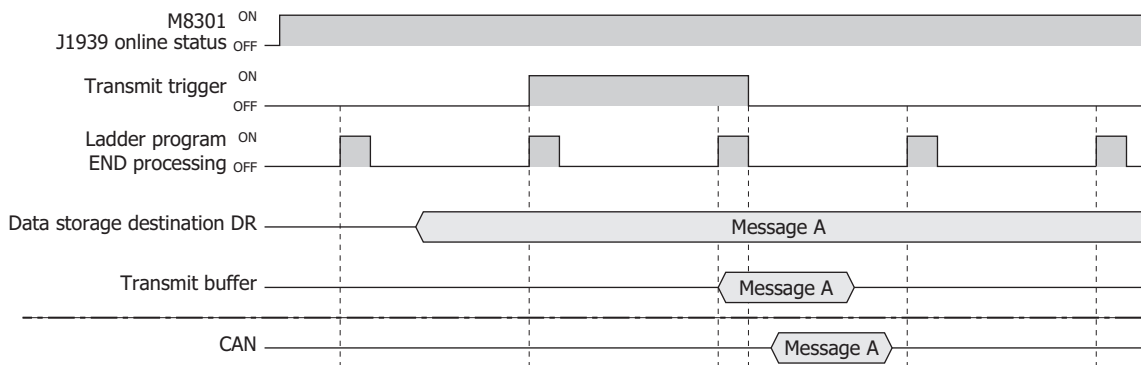 M8301 ON
J1939 online status OFF
Transmit trigger ON
OFF
Ladder program ON
END processing OFF
Data storage destination DR Message A
Transmit buffer Message A
CAN Message A